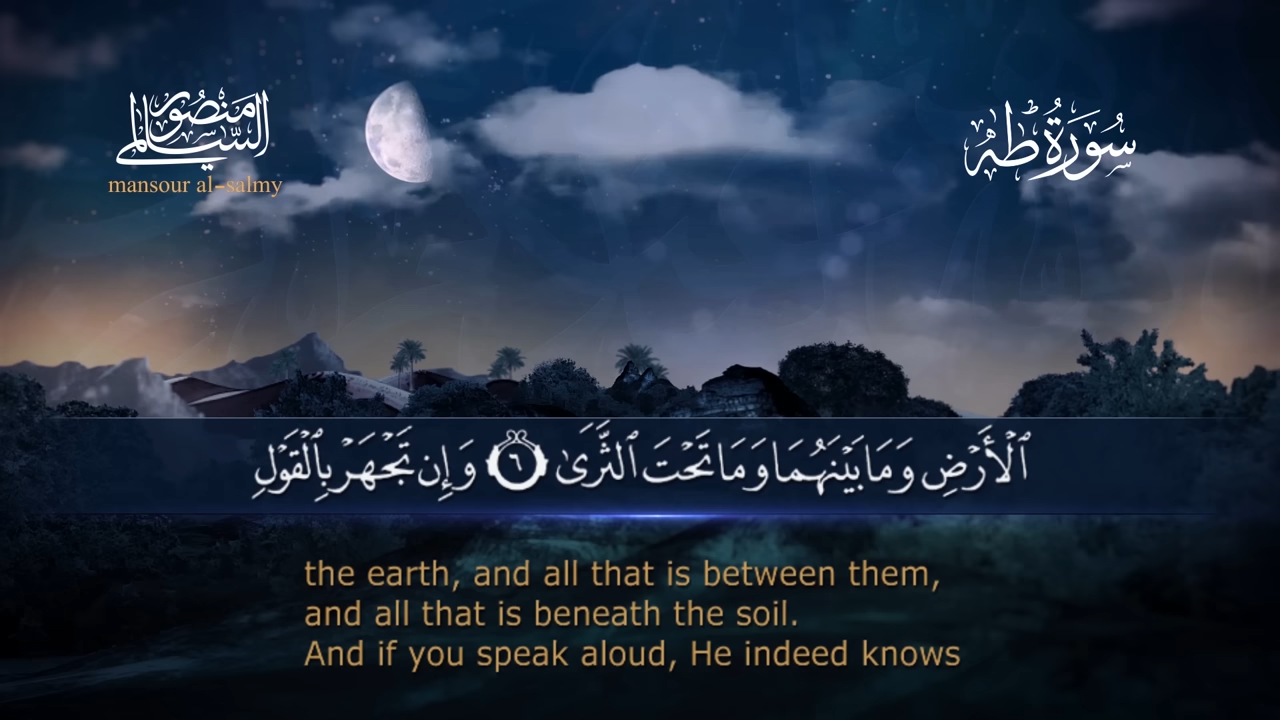 منصور السالمي
mansour al-salmy
سُورَةُ طه
ٱلْأَرْضِ وَمَا بَيْنَهُمَا وَمَا تَحْتَ ٱلثَّرَىٰ ٦ وَإِن تَجْهَرْ بِٱلْقَوْلِ
the earth, and all that is between them,
and all that is beneath the soil.
And if you speak aloud, He indeed knows